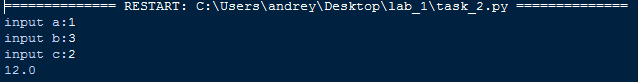 ============== RESTART: C:\Users\andrey\Desktop\lab_1\task_2.py ==============
input a:1
input b:3
input c:2
12.0